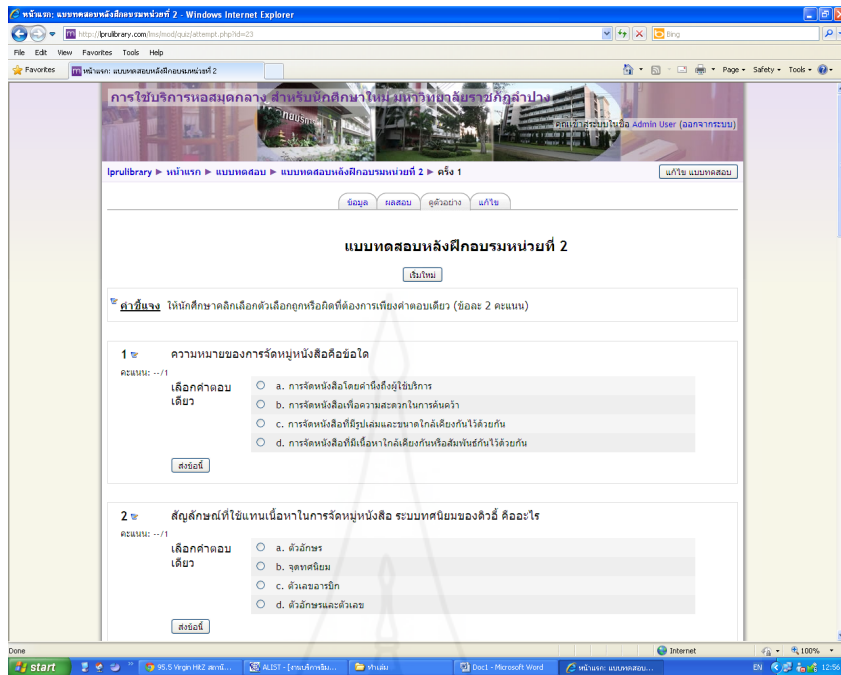 หน้าแรก: แบบทดสอบหลังฝึกอบรมหน่วยที่ 2 - Windows Internet Explorer
http://lprulibrary.com/lms/mod/quiz/attempt.php?id=23
Bing
File Edit View Favorites Tools Help
Favorites หน้าแรก: แบบทดสอบหลังฝึกอบรมหน่วยที่ 2 Page Safety Tools
การใช้บริการหอสมุดกลาง สำหรับนักศึกษาใหม่ มหาวิทยาลัยราชภัฏลำปาง
คุณเข้าสู่ระบบในชื่อ Admin User (ออกจากระบบ)
lprulibrary ► หน้าแรก ► แบบทดสอบ ► แบบทดสอบหลังฝึกอบรมหน่วยที่ 2 ► ครั้ง 1 แก้ไข แบบทดสอบ
ข้อมูล ผลสอบ ดูตัวอย่าง แก้ไข
แบบทดสอบหลังฝึกอบรมหน่วยที่ 2
เริ่มใหม่
คำชี้แจง ให้นักศึกษาคลิกเลือกตัวเลือกถูกหรือผิดที่ต้องการเพียงคำตอบเดียว (ข้อละ 2 คะแนน)
1 ความหมายของการจัดหมู่หนังสือคือข้อใด
คะแนน: --/1
เลือกคำตอบเดียว
a. การจัดหนังสือโดยคำนึงถึงผู้ใช้บริการ
b. การจัดหนังสือเพื่อความสะดวกในการค้นคว้า
c. การจัดหนังสือที่มีรูปเล่มและขนาดใกล้เคียงกันไว้ด้วยกัน
d. การจัดหนังสือที่มีเนื้อหาใกล้เคียงกันหรือสัมพันธ์กันไว้ด้วยกัน
ส่งข้อนี้
2 สัญลักษณ์ที่ใช้แทนเนื้อหาในการจัดหมู่หนังสือ ระบบทศนิยมของดิวอี้ คืออะไร
คะแนน: --/1
เลือกคำตอบเดียว
a. ตัวอักษร
b. จุดทศนิยม
c. ตัวเลขอารบิก
d. ตัวอักษรและตัวเลข
ส่งข้อนี้
Done Internet 100%
start 95.5 Virgin HitZ สถานี... ALIST - [งานบริการยืม... Doc1 - Microsoft Word หน้าแรก: แบบทดสอบ... EN 12:56